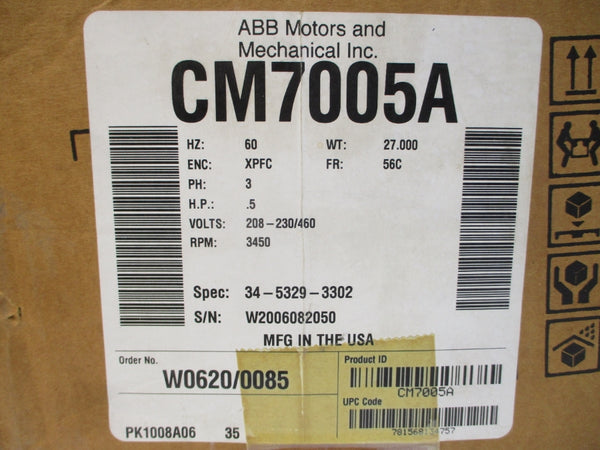 ABB Motors and
Mechanical Inc.
CM7005A
HZ: 60 WT: 27.000
ENC: XPFC FR: 56C
PH: 3
H.P.: .5
VOLTS: 208-230/460
RPM: 3450
Spec: 34-5329-3302
S/N: W2006082050
MFG IN THE USA
Order No. Product ID
W0620/0085
CM7005A
UPC Code
PK1008A06 35 781568134757